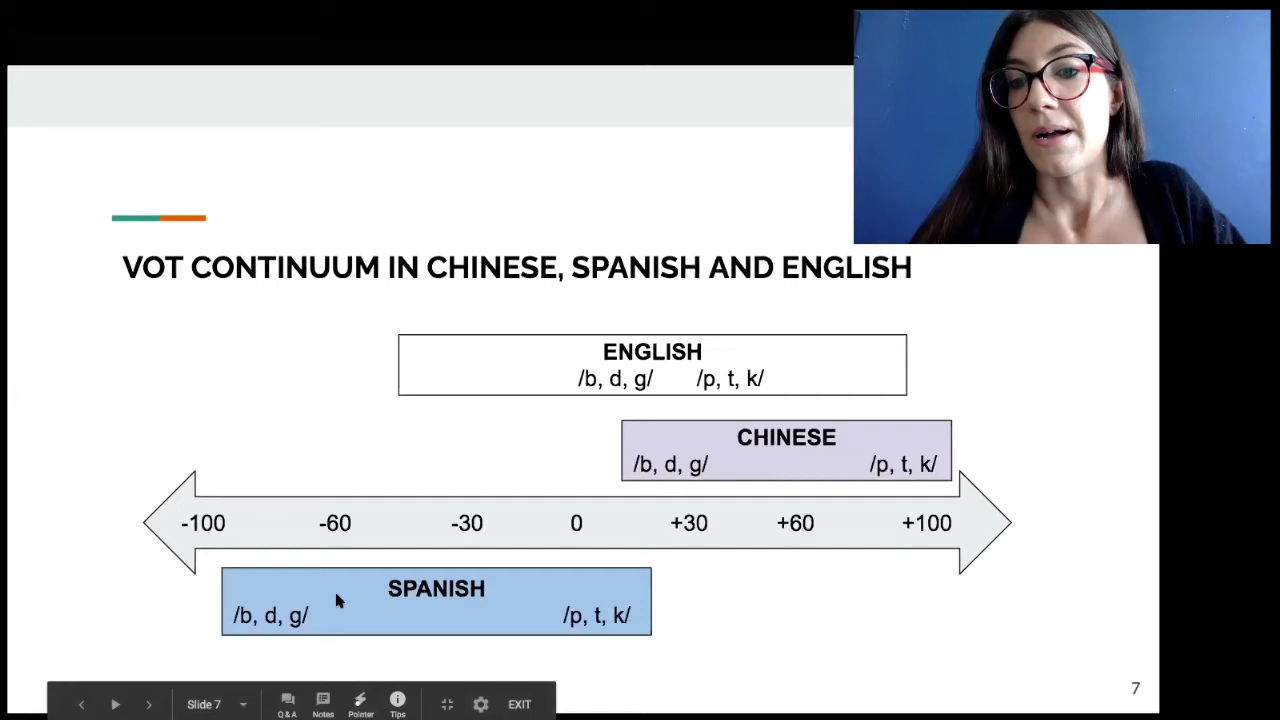 VOT CONTINUUM IN CHINESE, SPANISH AND ENGLISH
ENGLISH
/b, d, g/ /p, t, k/
CHINESE
/b, d, g/ /p, t, k/
-100 -60 -30 0 +30 +60 +100
SPANISH
/b, d, g/ /p, t, k/
7
Slide 7 Q & A Notes Pointer Tips EXIT